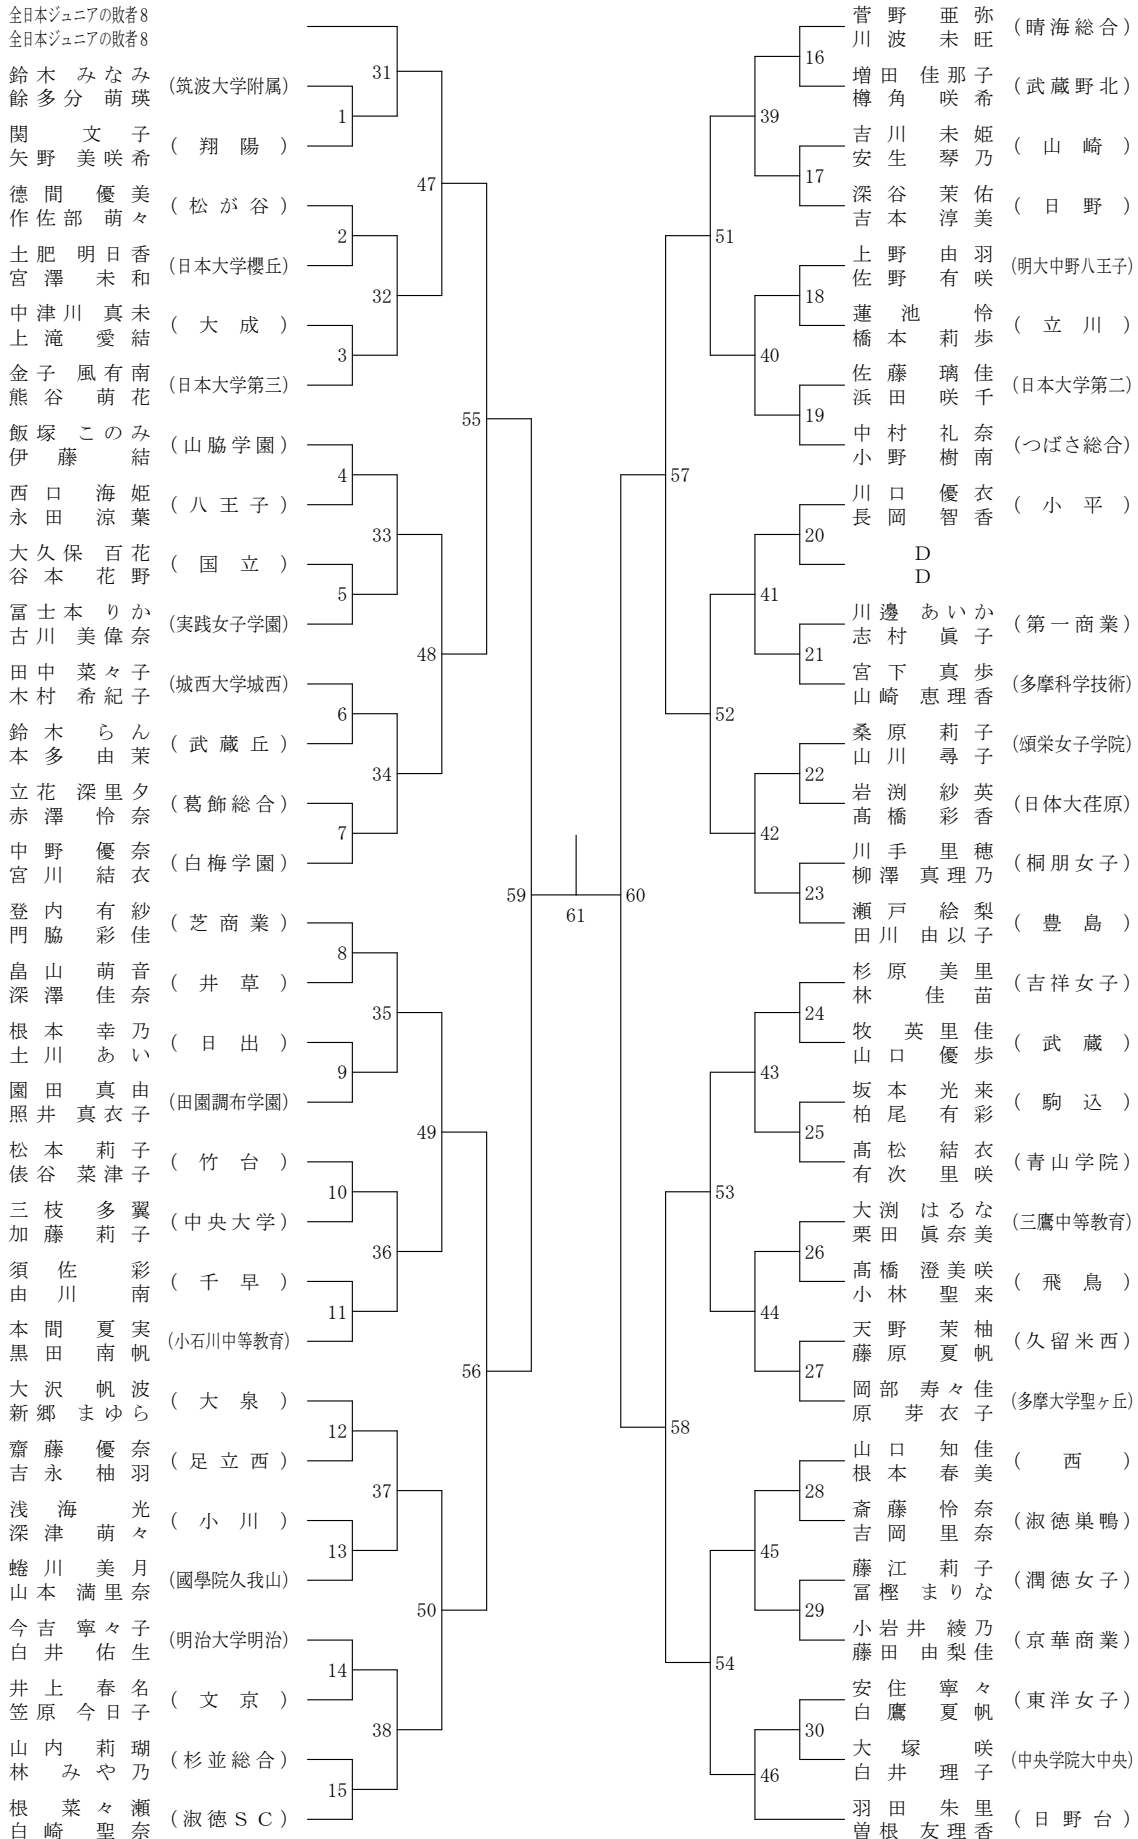 全日本ジュニアの敗者8
全日本ジュニアの敗者8
鈴木 みなみ
餘多分 萌瑛 (筑波大学附属)
関 文子
矢野 美咲希 (翔陽)
德間 優美
作佐部 萌々 (松が谷)
土肥 明日香
宮澤 未和 (日本大学櫻丘)
中津川 真未
上滝 愛結 (大成)
金子 風有南
熊谷 萌花 (日本大学第三)
飯塚 このみ
伊藤 結 (山脇学園)
西口 海姫
永田 涼葉 (八王子)
大久保 百花
谷本 花野 (国立)
冨士本 りか
古川 美偉奈 (実践女子学園)
田中 菜々子
木村 希紀子 (城西大学城西)
鈴木 らん
本多 由茉 (武蔵丘)
立花 深里夕
赤澤 怜奈 (葛飾総合)
中野 優奈
宮川 結衣 (白梅学園)
登内 有紗
門脇 彩佳 (芝商業)
畠山 萌音
深澤 佳奈 (井草)
根本 幸乃
土川 あい (日出)
園田 真由
照井 真衣子 (田園調布学園)
松本 莉子
俵谷 菜津子 (竹台)
三枝 多翼
加藤 莉子 (中央大学)
須佐 彩
由川 南 (千早)
本間 夏実
黒田 南帆 (小石川中等教育)
大沢 帆波
新郷 まゆら (大泉)
齋藤 優奈
吉永 柚羽 (足立西)
浅海 光
深津 萌々 (小川)
蜷川 美月
山本 満里奈 (國學院久我山)
今吉 寧々子
白井 佑生 (明治大学明治)
井上 春名
笠原 今日子 (文京)
山内 莉瑚
林 みや乃 (杉並総合)
根 菜々瀬
白崎 聖奈 (淑徳SC)
1
2
3
4
5
6
7
8
9
10
11
12
13
14
15
31
32
33
34
35
36
37
38
47
48
49
50
55
56
59
61
60
57
58
51
52
53
54
39
40
41
42
43
44
45
46
16
17
18
19
20
21
22
23
24
25
26
27
28
29
30
菅野 亜弥
川波 未旺 (晴海総合)
増田 佳那子
樽角 咲希 (武蔵野北)
吉川 未姫
安生 琴乃 (山崎)
深谷 茉佑
吉本 淳美 (日野)
上野 由羽
佐野 有咲 (明大中野八王子)
蓮池 怜
橋本 莉歩 (立川)
佐藤 璃佳
浜田 咲千 (日本大学第二)
中村 礼奈
小野 樹南 (つばさ総合)
川口 優衣
長岡 智香 (小平)
D
D
川邊 あいか
志村 眞子 (第一商業)
宮下 真歩
山崎 恵理香 (多摩科学技術)
桑原 莉子
山川 尋子 (頌栄女子学院)
岩渕 紗英
髙橋 彩香 (日体大荏原)
川手 里穂
柳澤 真理乃 (桐朋女子)
瀬戸 絵梨
田川 由以子 (豊島)
杉原 美里
林 佳苗 (吉祥女子)
牧 英里佳
山口 優歩 (武蔵)
坂本 光来
柏尾 有彩 (駒込)
髙松 結衣
有次 里咲 (青山学院)
大渕 はるな
栗田 眞奈美 (三鷹中等教育)
髙橋 澄美咲
小林 聖来 (飛鳥)
天野 茉柚
藤原 夏帆 (久留米西)
岡部 寿々佳
原 芽衣子 (多摩大学聖ヶ丘)
山口 知佳
根本 春美 (西)
斎藤 怜奈
吉岡 里奈 (淑徳巣鴨)
藤江 莉子
冨樫 まりな (潤徳女子)
小岩井 綾乃
藤田 由梨佳 (京華商業)
安住 寧々
白鷹 夏帆 (東洋女子)
大塚 咲
白井 理子 (中央学院大中央)
羽田 朱里
曽根 友理香 (日野台)